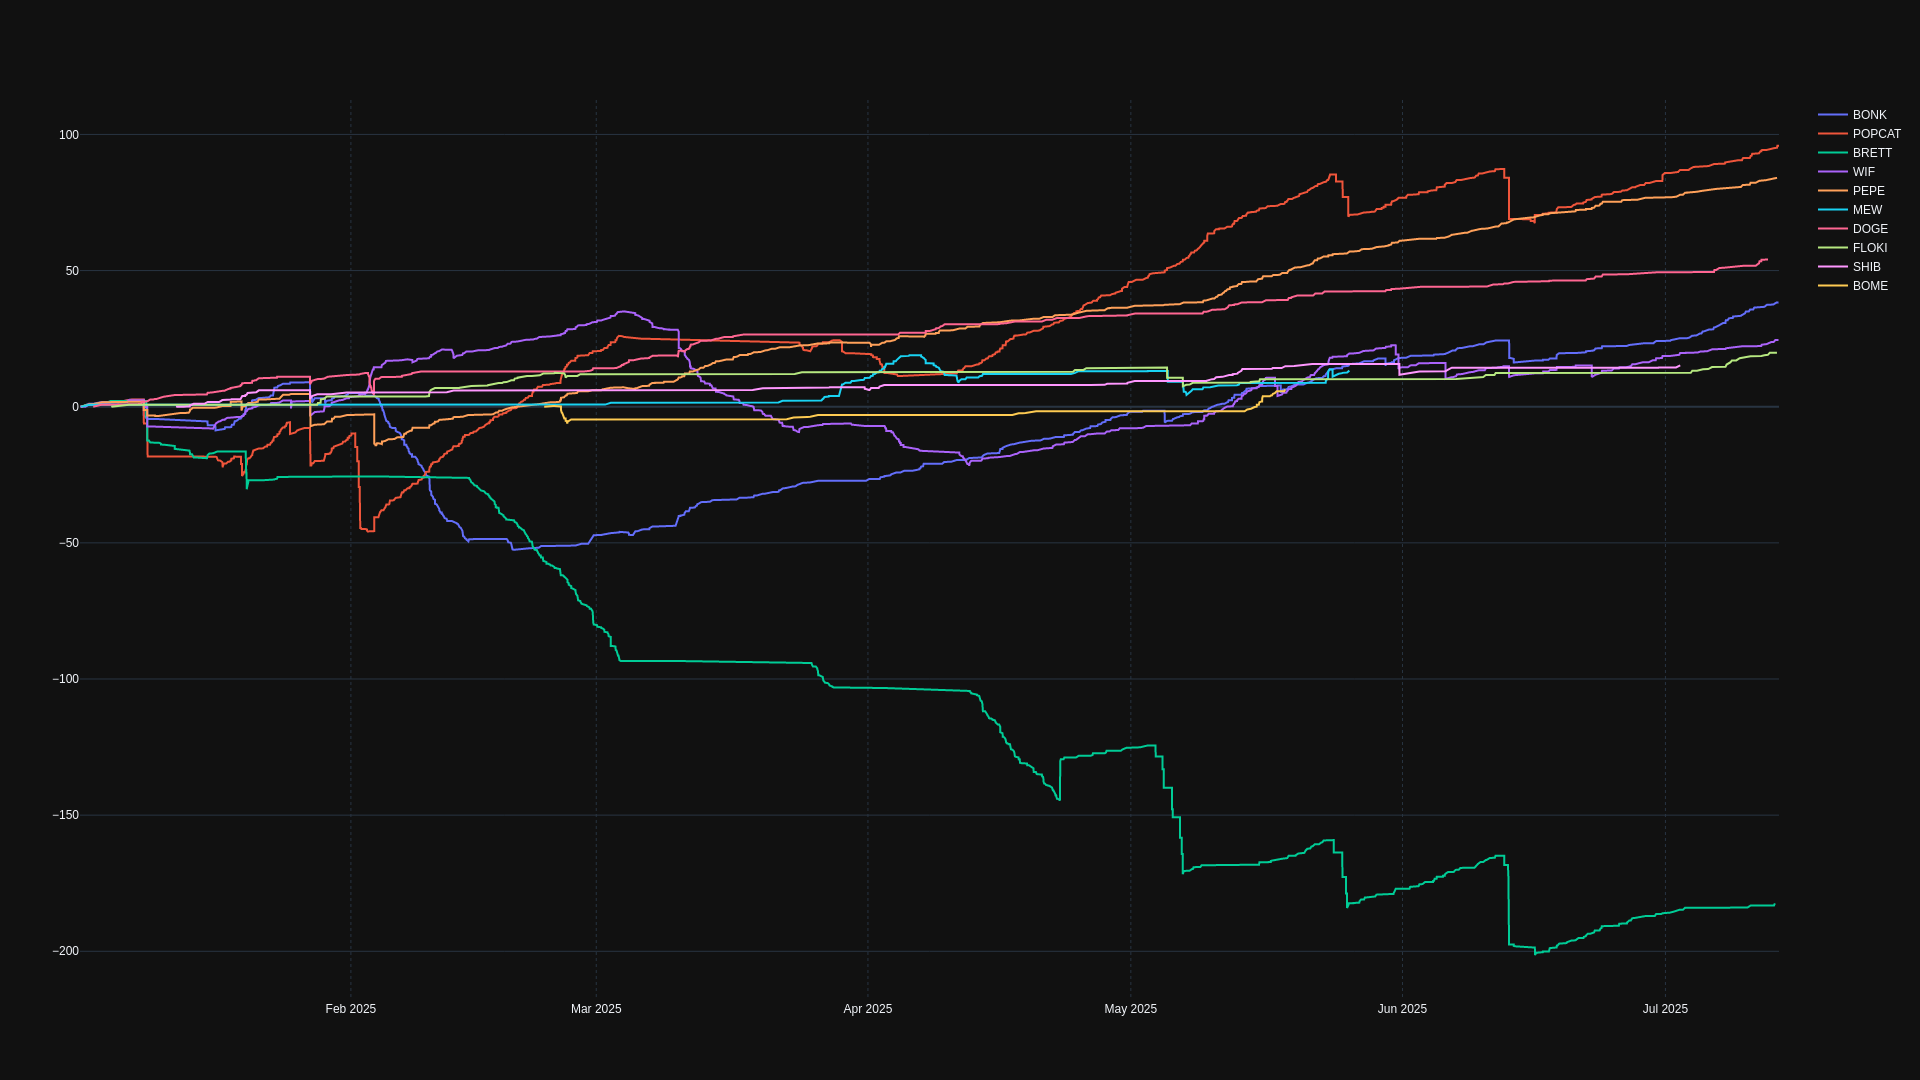 100
50
0
−50
−100
−150
−200
Feb 2025
Mar 2025
Apr 2025
May 2025
Jun 2025
Jul 2025
BONK
POPCAT
BRETT
WIF
PEPE
MEW
DOGE
FLOKI
SHIB
BOME